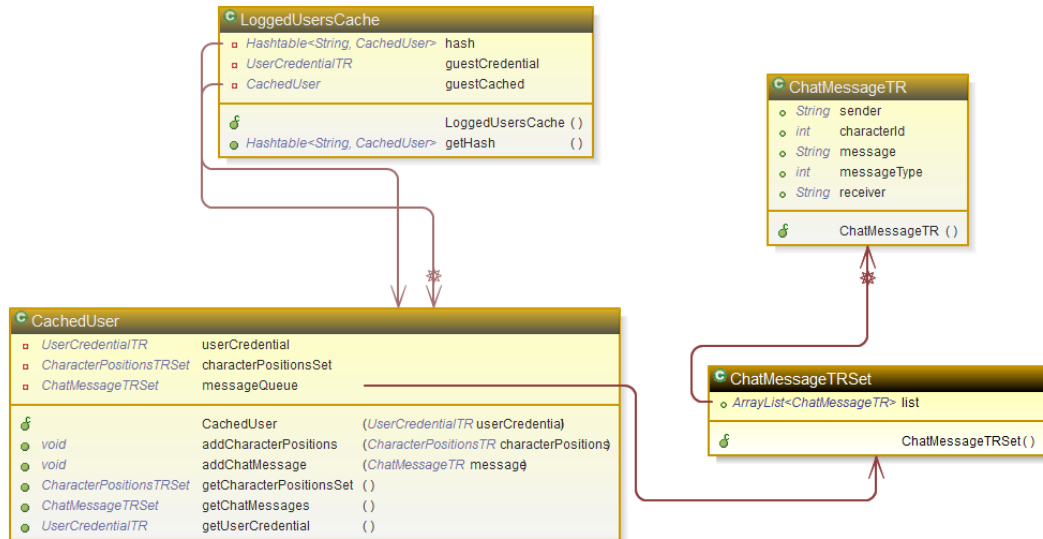 C LoggedUsersCache
Hashtable<String, CachedUser> hash
UserCredentialTR guestCredential
CachedUser guestCached
LoggedUsersCache ()
Hashtable<String, CachedUser> getHash ()
C ChatMessageTR
String sender
int characterId
String message
int messageType
String receiver
ChatMessageTR ()
C CachedUser
UserCredentialTR userCredential
CharacterPositionsTRSet characterPositionsSet
ChatMessageTRSet messageQueue
CachedUser (UserCredentialTR userCredential)
void addCharacterPositions (CharacterPositionsTR characterPositions)
void addChatMessage (ChatMessageTR message)
CharacterPositionsTRSet getCharacterPositionsSet ()
ChatMessageTRSet getChatMessages ()
UserCredentialTR getUserCredential ()
C ChatMessageTRSet
ArrayList<ChatMessageTR> list
ChatMessageTRSet()